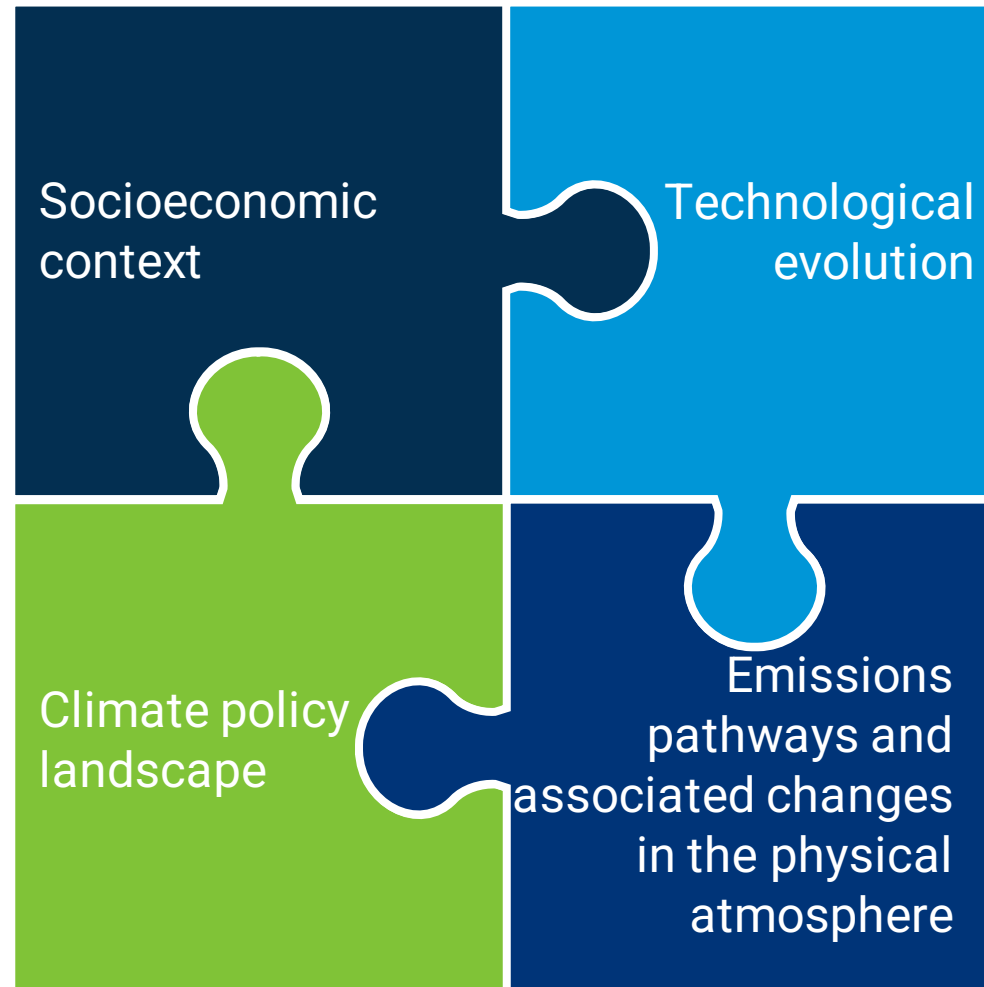 Socioeconomic
context
Technological
evolution
Climate policy
landscape
Emissions
pathways and
associated changes
in the physical
atmosphere